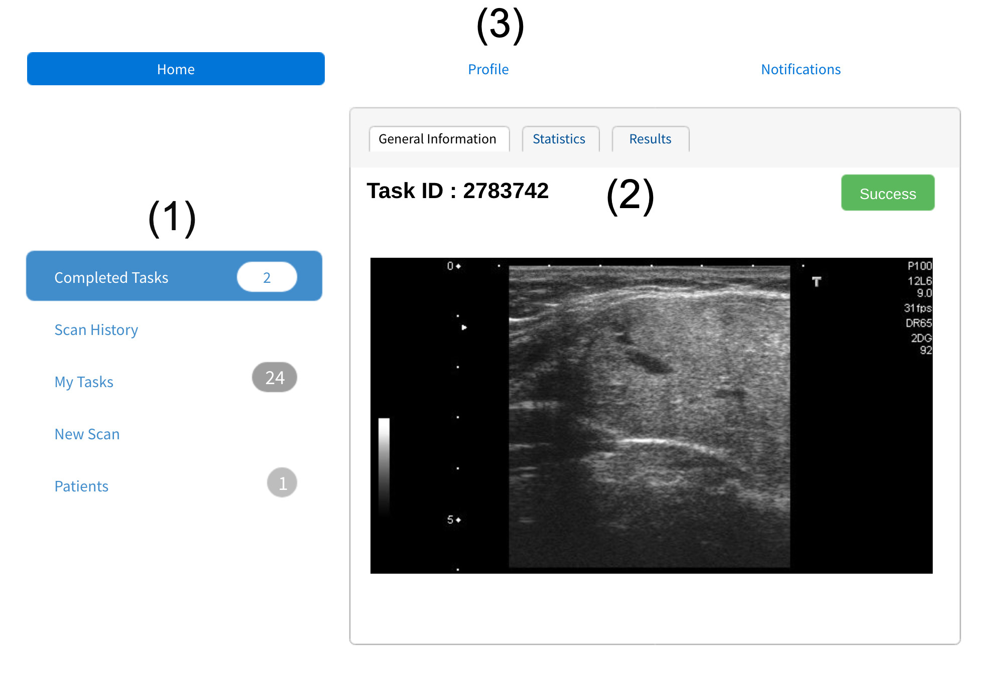 (3)
Home
Profile
Notifications
General Information
Statistics
Results
Task ID : 2783742
(2)
Success
(1)
Completed Tasks 2
Scan History
My Tasks 24
New Scan
Patients 1
0
5
T
P100
12L6
9.0
31fps
DR65
2DG
92